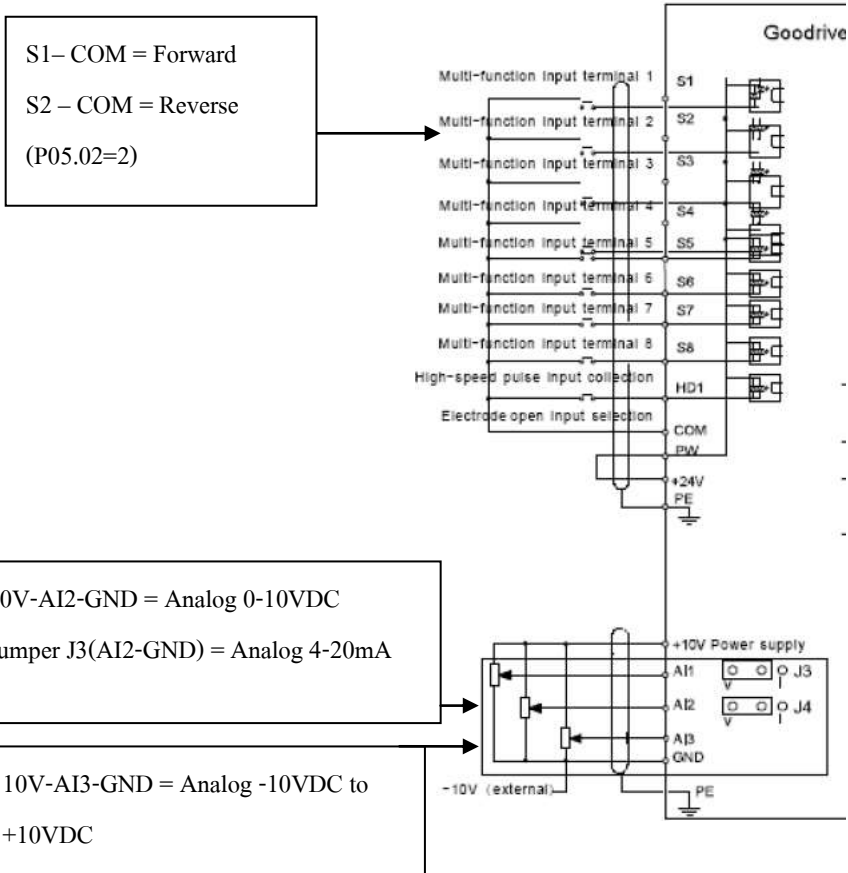 S1– COM = Forward
S2 – COM = Reverse
(P05.02=2)
Goodrive
Multi-function input terminal 1 S1
Multi-function input terminal 2 S2
Multi-function input terminal 3 S3
Multi-function input terminal 4 S4
Multi-function input terminal 5 S5
Multi-function input terminal 6 S6
Multi-function input terminal 7 S7
Multi-function input terminal 8 S8
High-speed pulse input collection HD1
Electrode open input selection
COM
PW
+24V
PE
0V-AI2-GND = Analog 0-10VDC
umper J3(AI2-GND) = Analog 4-20mA
10V-AI3-GND = Analog -10VDC to
+10VDC
+10V Power supply
AI1 J3
V I
AI2 J4
V I
AI3
GND
-10V (external)
PE